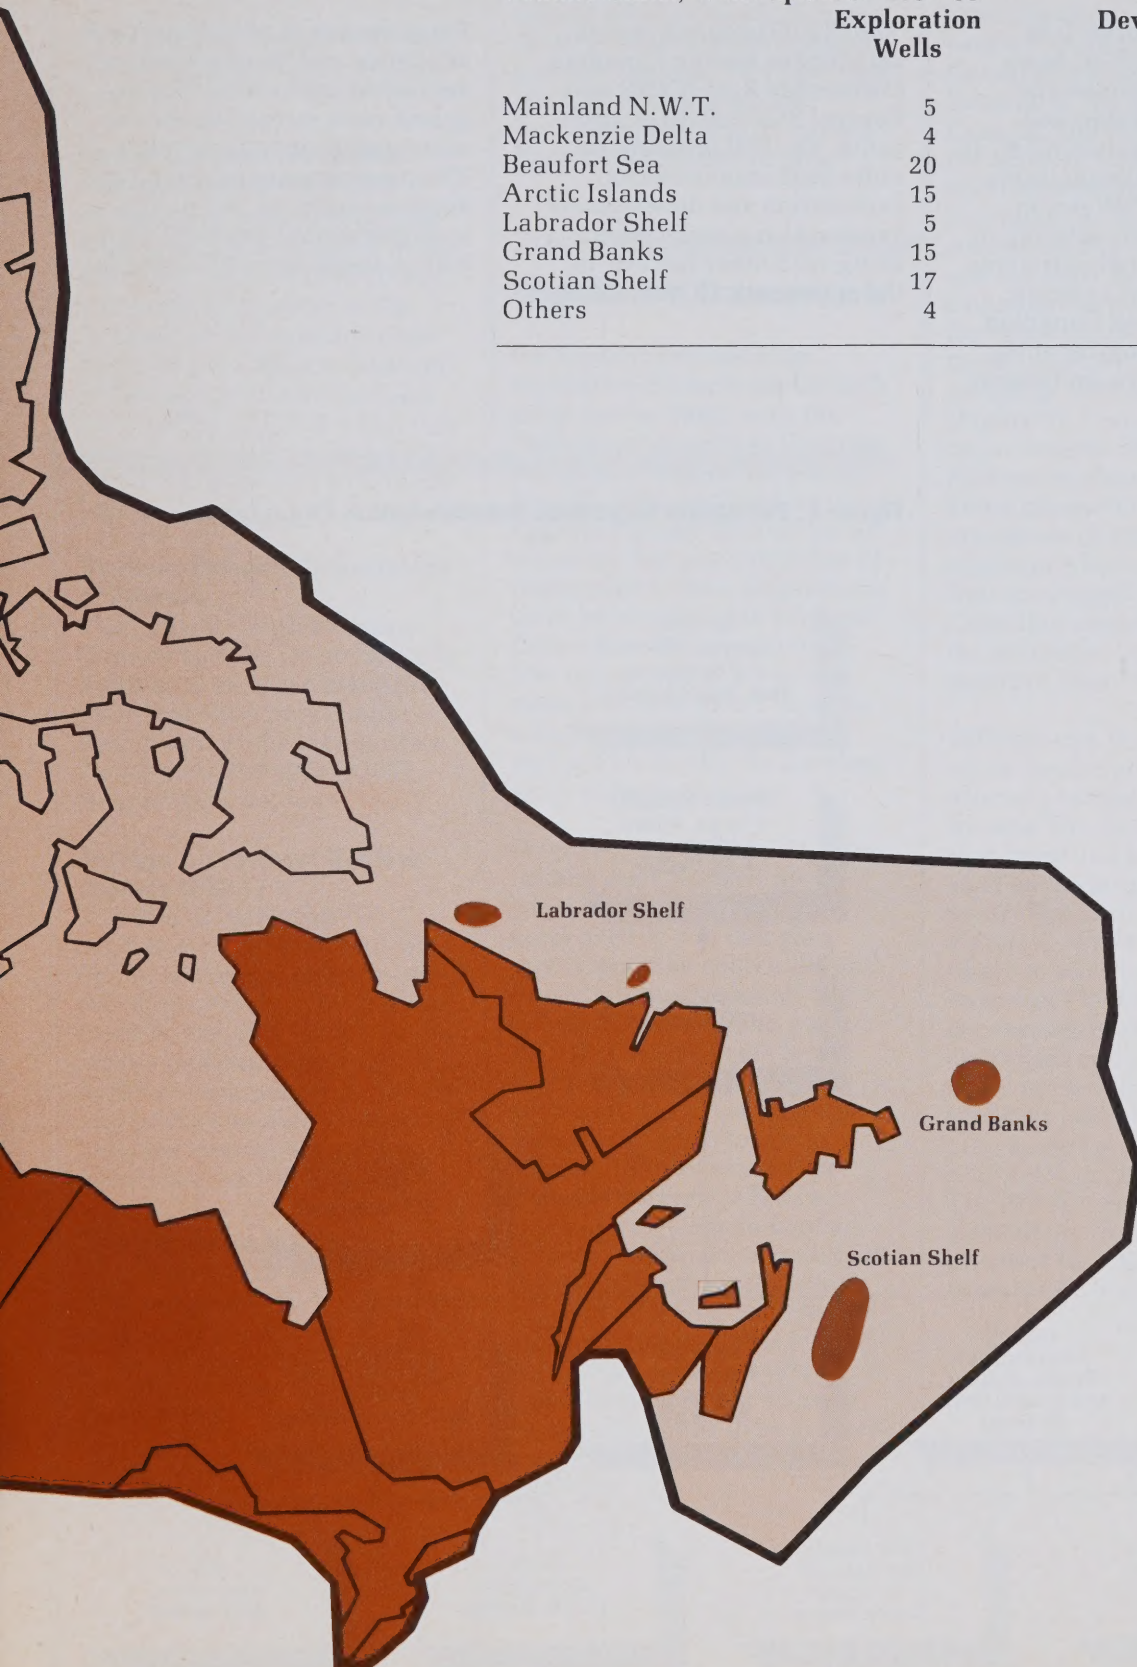 Exploration
Wells
Mainland N.W.T. 5
Mackenzie Delta 4
Beaufort Sea 20
Arctic Islands 15
Labrador Shelf 5
Grand Banks 15
Scotian Shelf 17
Others 4
Labrador Shelf
Grand Banks
Scotian Shelf